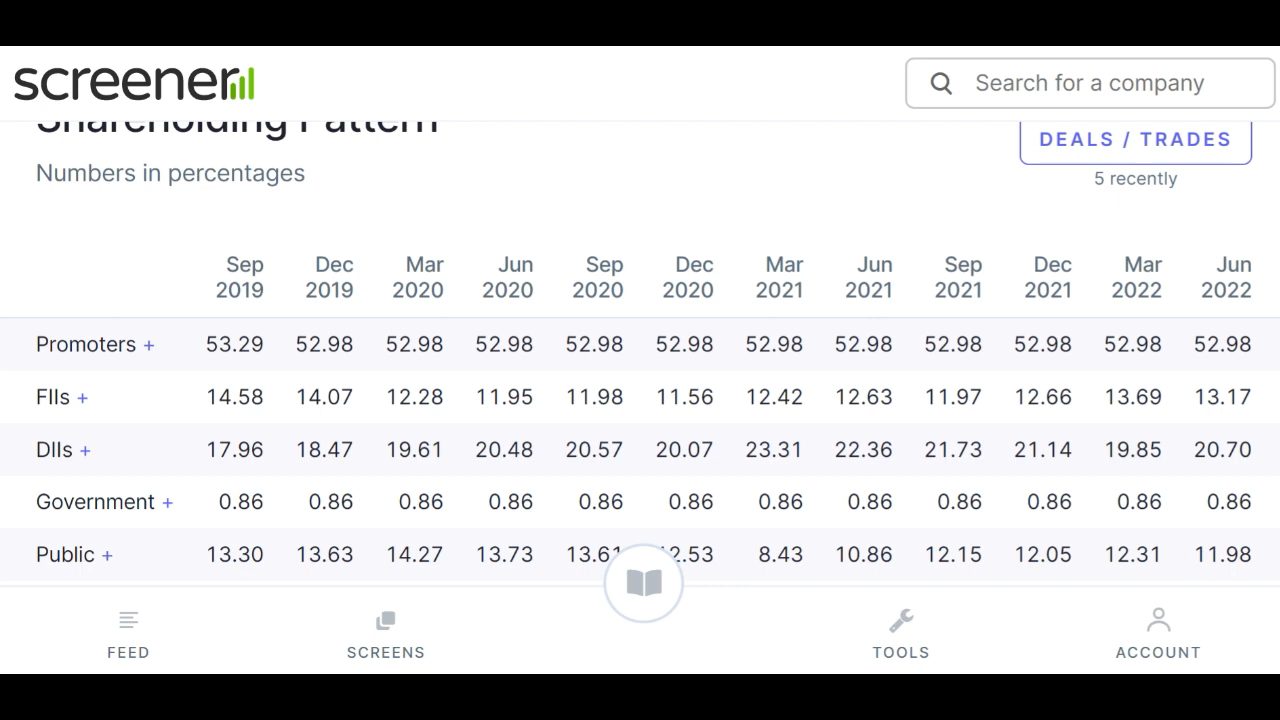 screener
Search for a company
Shareholding Pattern
DEALS / TRADES
Numbers in percentages
5 recently
Sep 2019 Dec 2019 Mar 2020 Jun 2020 Sep 2020 Dec 2020 Mar 2021 Jun 2021 Sep 2021 Dec 2021 Mar 2022 Jun 2022
Promoters + 53.29 52.98 52.98 52.98 52.98 52.98 52.98 52.98 52.98 52.98 52.98 52.98
FIIs + 14.58 14.07 12.28 11.95 11.98 11.56 12.42 12.63 11.97 12.66 13.69 13.17
DIIs + 17.96 18.47 19.61 20.48 20.57 20.07 23.31 22.36 21.73 21.14 19.85 20.70
Government + 0.86 0.86 0.86 0.86 0.86 0.86 0.86 0.86 0.86 0.86 0.86 0.86
Public + 13.30 13.63 14.27 13.73 13.61 8.43 10.86 12.15 12.05 12.31 11.98
FEED SCREENS TOOLS ACCOUNT